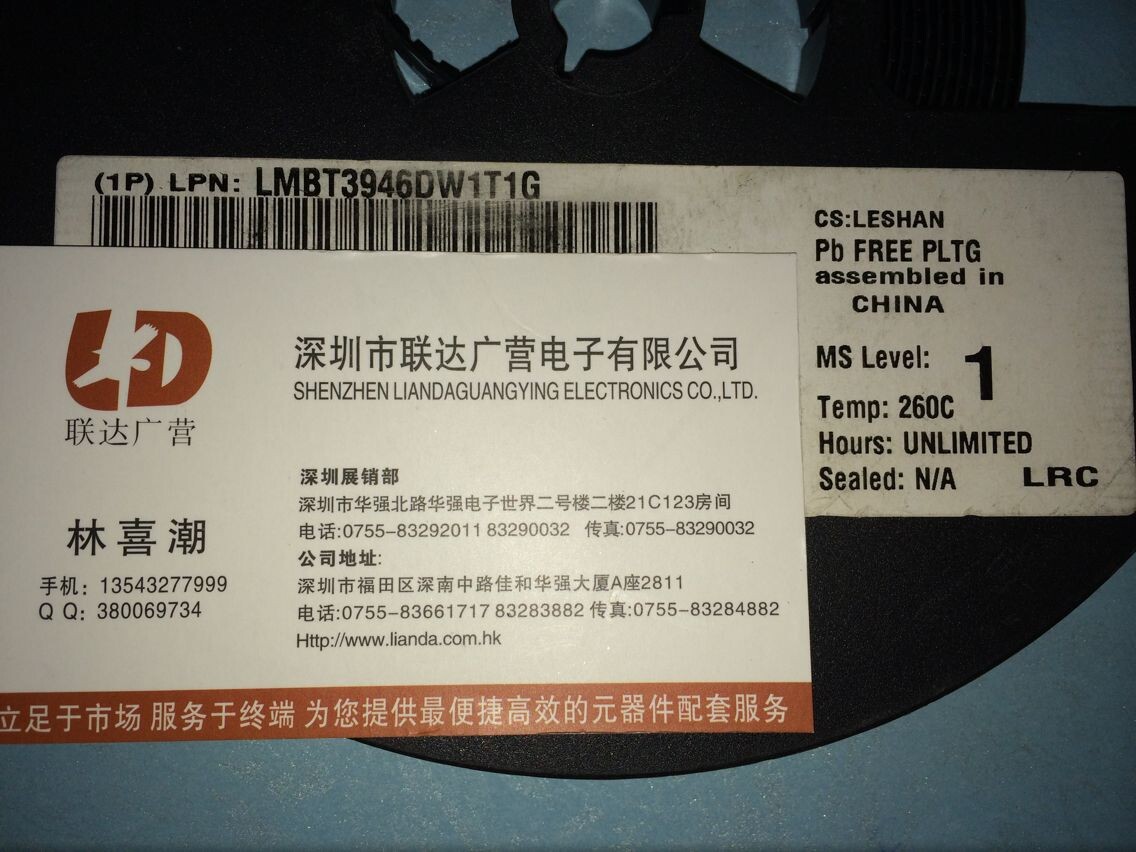 (1P) LPN: LMBT3946DW1T1G
CS:LESHAN
Pb FREE PLTG
assembled in
CHINA
MS Level: 1
Temp: 260C
Hours: UNLIMITED
Sealed: N/A LRC
LD
联达广营
深圳市联达广营电子有限公司
SHENZHEN LIANDAGUANGYING ELECTRONICS CO.,LTD.
林喜潮
手机: 13543277999
QQ: 380069734
深圳展销部
深圳市华强北路华强电子世界二号楼二楼21C123房间
电话:0755-83292011 83290032 传真:0755-83290032
公司地址:
深圳市福田区深南中路佳和华强大厦A座2811
电话:0755-83661717 83283882 传真:0755-83284882
Http://www.lianda.com.hk
立足于市场 服务于终端 为您提供最便捷高效的元器件配套服务